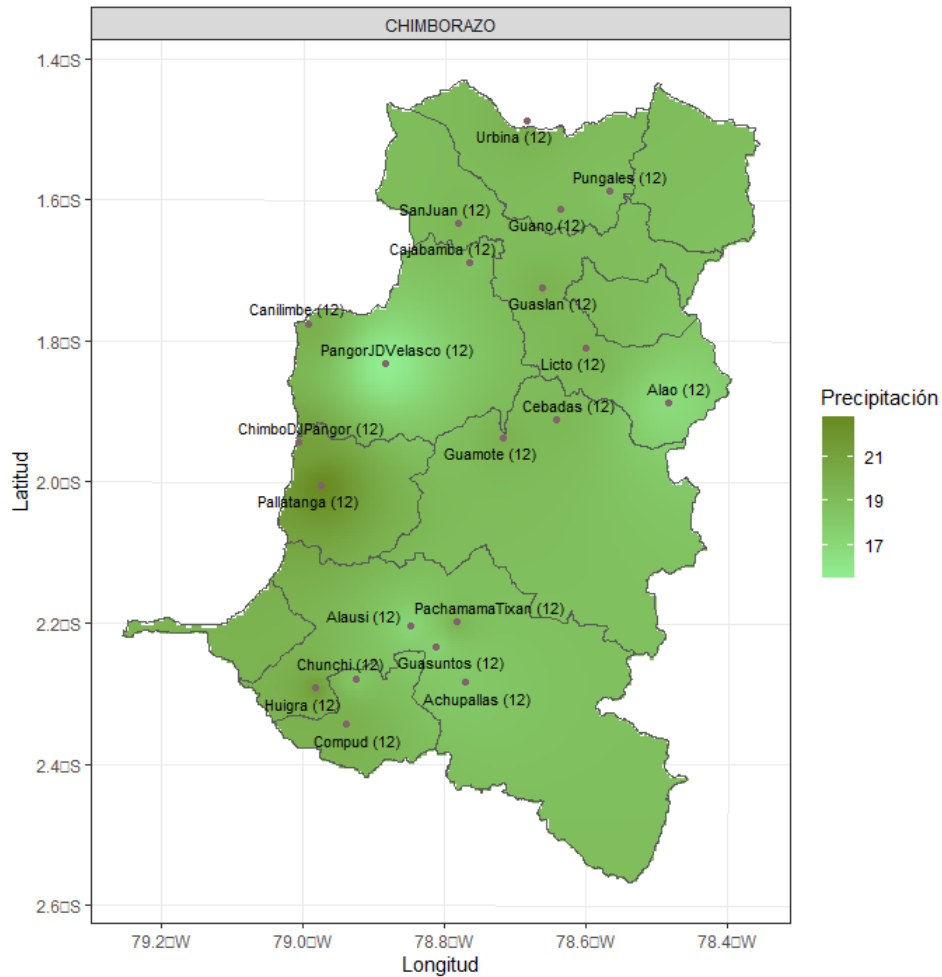 CHIMBORAZO
1.4□S
Urbina (12)
Pungales (12)
1.6□S
SanJuan (12)
Guano (12)
Cajabamba (12)
Guaslan (12)
Canilimbe (12)
1.8□S
PangorJDVelasco (12)
Licto (12)
Alao (12)
Precipitación
Cebadas (12)
ChimboDJPangor (12)
Guamote (12)
21
Latitud
2.0□S
Pallatanga (12)
19
17
PachamamaTixan (12)
Alausi (12)
2.2□S
Chunchi (12)
Guasuntos (12)
Achupallas (12)
Huigra (12)
Compud (12)
2.4□S
2.6□S
79.2□W
79.0□W
78.8□W
78.6□W
78.4□W
Longitud